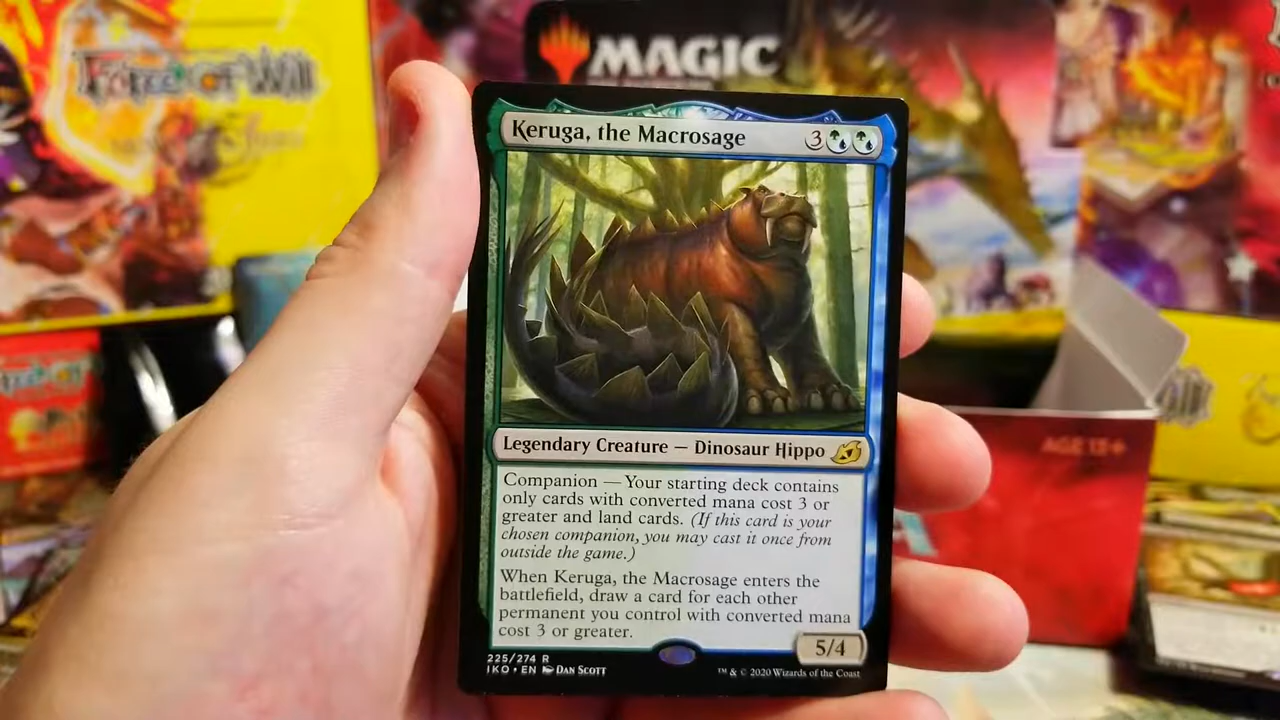 Force OF Will
MAGIC
Keruga, the Macrosage
3
Legendary Creature — Dinosaur Hippo
Companion — Your starting deck contains
only cards with converted mana cost 3 or
greater and land cards. (If this card is your
chosen companion, you may cast it once from
outside the game.)
When Keruga, the Macrosage enters the
battlefield, draw a card for each other
permanent you control with converted mana
cost 3 or greater.
5/4
225/274 R
IKO • EN DAN SCOTT
™ & © 2020 Wizards of the Coast
AGE 13+